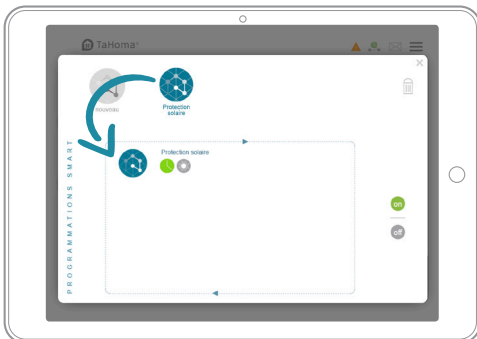 TaHoma®
NOUVEAU
Protection
solaire
PROGRAMMATIONS SMART
Protection solaire
on
off